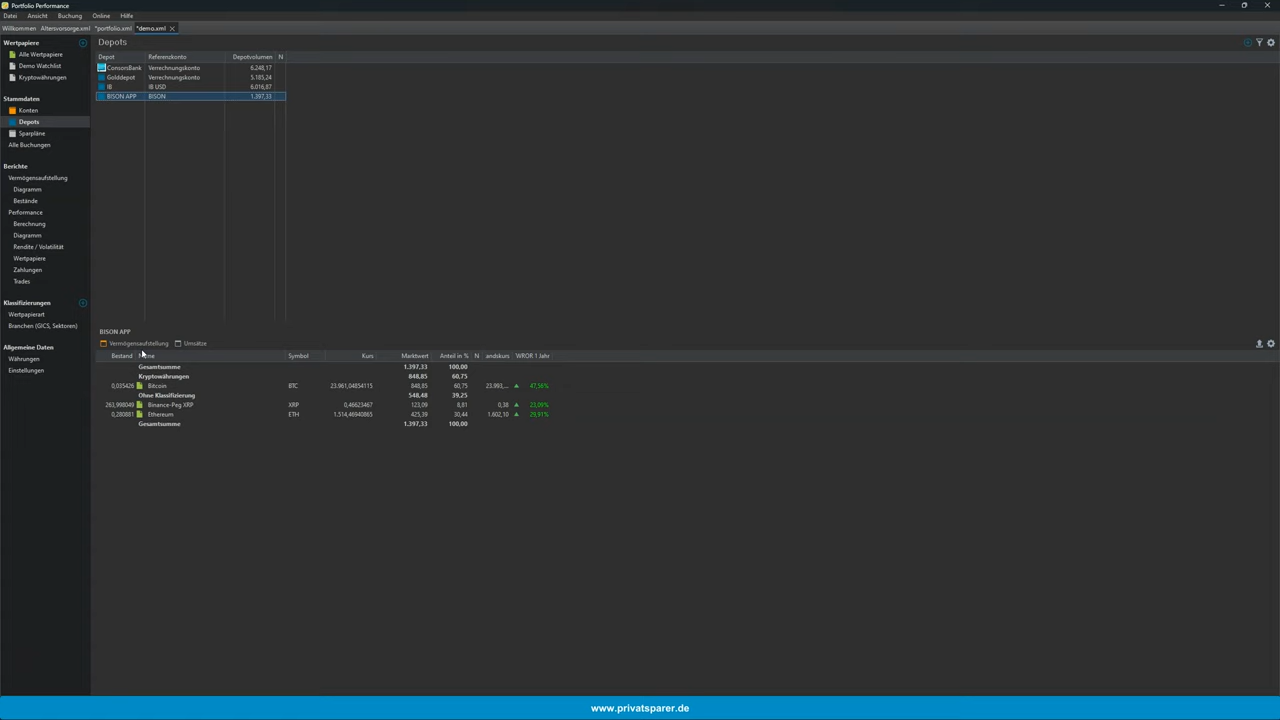 Portfolio Performance
Datei Ansicht Buchung Online Hilfe
Willkommen Altersvorsorge.xml *portfolio.xml *demo.xml
Wertpapiere
Alle Wertpapiere
Demo Watchlist
Kryptowährungen
Stammdaten
Konten
Depots
Sparpläne
Alle Buchungen
Berichte
Vermögensaufstellung
Diagramm
Bestände
Performance
Berechnung
Diagramm
Rendite / Volatilität
Wertpapiere
Zahlungen
Trades
Klassifizierungen
Wertpapierart
Branchen (GICS, Sektoren)
Allgemeine Daten
Währungen
Einstellungen
Depots
Depot Referenzkonto Depotvolumen N
ConsorsBank Verrechnungskonto 6.248,17
Golddepot Verrechnungskonto 5.185,24
IB IB USD 6.016,87
BISON APP BISON 1.397,33
BISON APP
Vermögensaufstellung Umsätze
Bestand Symbol Kurs Marktwert Anteil in % N andskurs WROR 1 Jahr
Gesamtsumme 1.397,33 100,00
Kryptowährungen 848,85 60,75
0,035426 Bitcoin BTC 23.961,04854115 848,85 60,75 23.993,... 47,56%
Ohne Klassifizierung 548,48 39,25
263,998049 Binance-Peg XRP XRP 0,46623467 123,09 8,81 0,38 23,09%
0,280881 Ethereum ETH 1.514,46940865 425,39 30,44 1.602,10 29,91%
Gesamtsumme 1.397,33 100,00
www.privatsparer.de